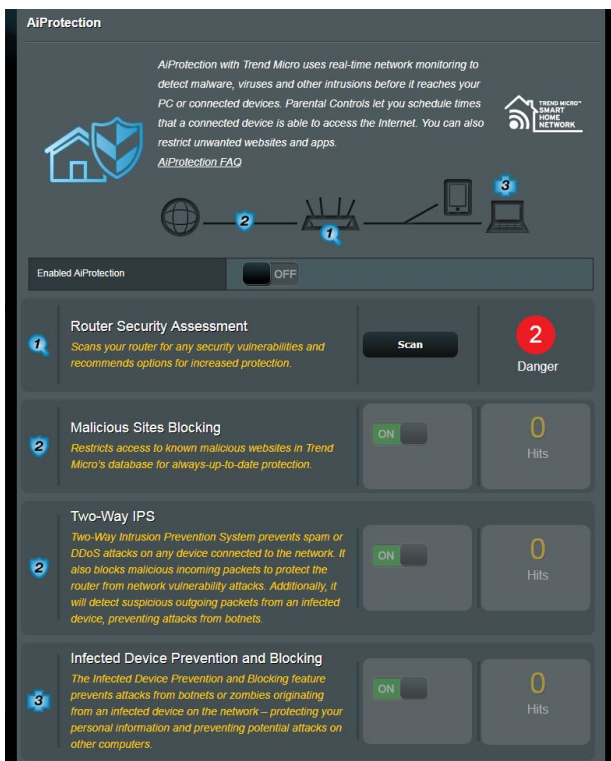 AiProtection
AiProtection with Trend Micro uses real-time network monitoring to
detect malware, viruses and other intrusions before it reaches your
PC or connected devices. Parental Controls let you schedule times
that a connected device is able to access the Internet. You can also
restrict unwanted websites and apps.
AiProtection FAQ
TREND MICRO™
SMART
HOME
NETWORK
3
2
1
Enabled AiProtection
OFF
1
Router Security Assessment
Scans your router for any security vulnerabilities and
recommends options for increased protection.
Scan
2
Danger
2
Malicious Sites Blocking
Restricts access to known malicious websites in Trend
Micro's database for always-up-to-date protection.
ON
0
Hits
2
Two-Way IPS
Two-Way Intrusion Prevention System prevents spam or
DDoS attacks on any device connected to the network. It
also blocks malicious incoming packets to protect the
router from network vulnerability attacks. Additionally, it
will detect suspicious outgoing packets from an infected
device, preventing attacks from botnets.
ON
0
Hits
3
Infected Device Prevention and Blocking
The Infected Device Prevention and Blocking feature
prevents attacks from botnets or zombies originating
from an infected device on the network – protecting your
personal information and preventing potential attacks on
other computers.
ON
0
Hits